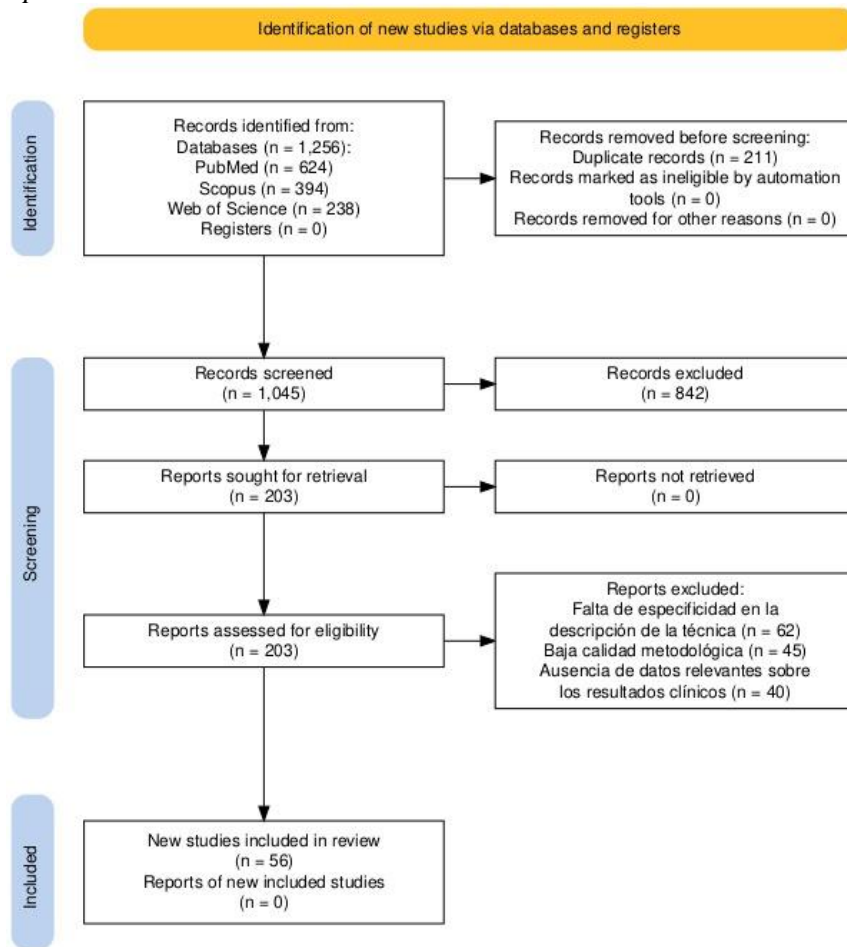 Identification of new studies via databases and registers
Identification
Records identified from:
Databases (n = 1,256):
PubMed (n = 624)
Scopus (n = 394)
Web of Science (n = 238)
Registers (n = 0)
Records removed before screening:
Duplicate records (n = 211)
Records marked as ineligible by automation
tools (n = 0)
Records removed for other reasons (n = 0)
Screening
Records screened
(n = 1,045)
Records excluded
(n = 842)
Reports sought for retrieval
(n = 203)
Reports not retrieved
(n = 0)
Reports assessed for eligibility
(n = 203)
Reports excluded:
Falta de especificidad en la
descripción de la técnica (n = 62)
Baja calidad metodológica (n = 45)
Ausencia de datos relevantes sobre
los resultados clínicos (n = 40)
Included
New studies included in review
(n = 56)
Reports of new included studies
(n = 0)